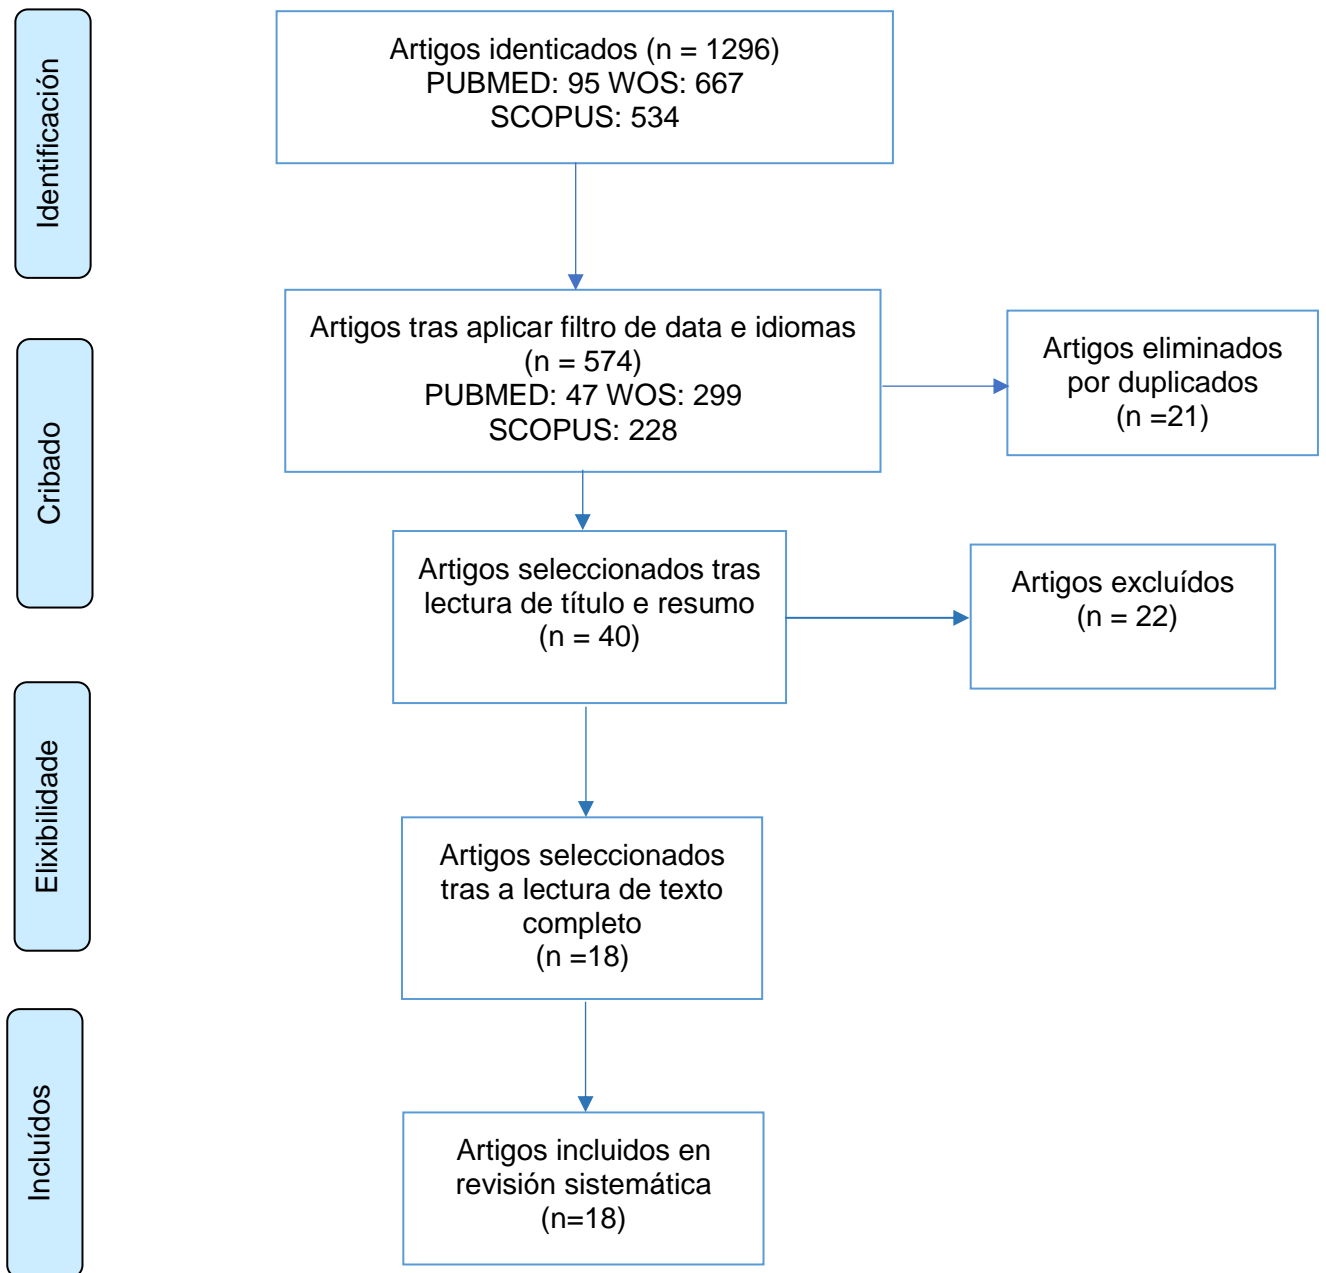 Identificación
Artigos identicados (n = 1296)
PUBMED: 95 WOS: 667
SCOPUS: 534
Cribado
Artigos tras aplicar filtro de data e idiomas
(n = 574)
PUBMED: 47 WOS: 299
SCOPUS: 228
Artigos eliminados
por duplicados
(n =21)
Artigos seleccionados tras
lectura de título e resumo
(n = 40)
Artigos excluídos
(n = 22)
Elixibilidade
Artigos seleccionados
tras a lectura de texto
completo
(n =18)
Incluídos
Artigos incluidos en
revisión sistemática
(n=18)